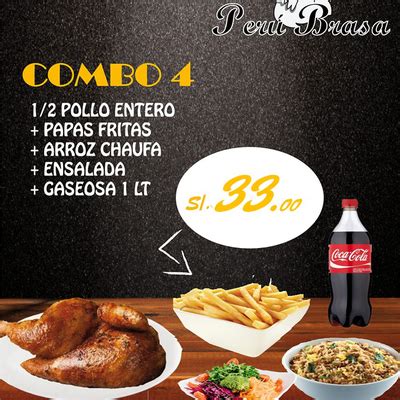 Perú Brasa
COMBO 4
1/2 POLLO ENTERO
+ PAPAS FRITAS
+ ARROZ CHAUFA
+ ENSALADA
+ GASEOSA 1 LT
S/. 33.00
Coca-Cola